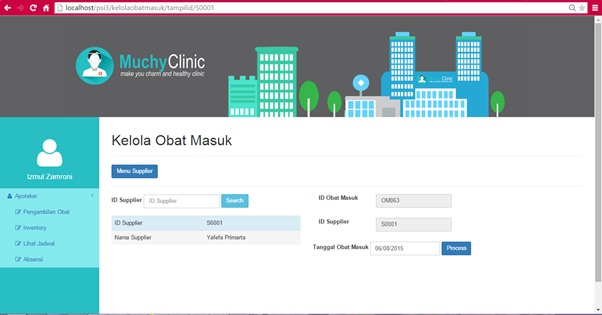 localhost/psi3/kelolaobatmasuk/tampilid/S0001
MuchyClinic
make you charm and healthy clinic
Clinic
Izmul Zamroni
Apoteker
Pengambilan Obat
Inventory
Lihat Jadwal
Absensi
Kelola Obat Masuk
Menu Supplier
ID Supplier ID Supplier Search
ID Supplier S0001
Nama Supplier Yafefa Primarta
ID Obat Masuk OM063
ID Supplier S0001
Tanggal Obat Masuk 06/08/2015 Process